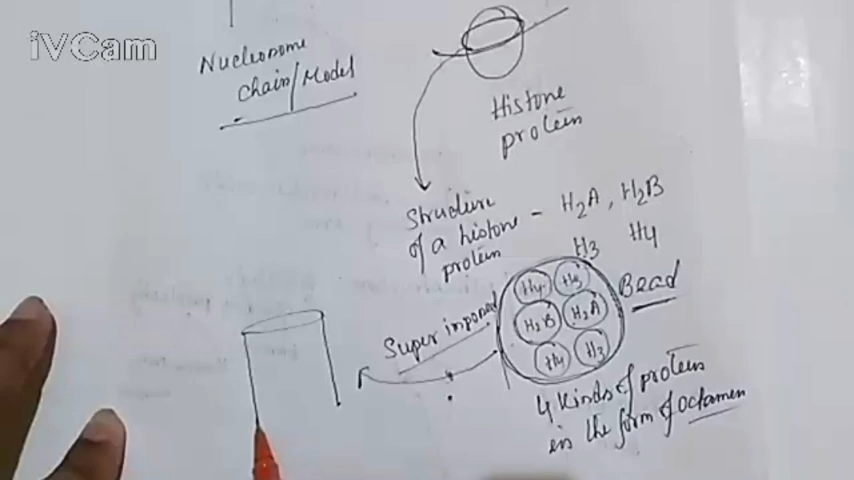 iVCam
Nucleosome
chain/Model
Histone
protein
Structure
of a histone - H2A, H2B
protein H3 H4
H4 H3
Bead
H2B H2A
H4 H3
Super imposed
4 kinds of protein
in the form of octamer